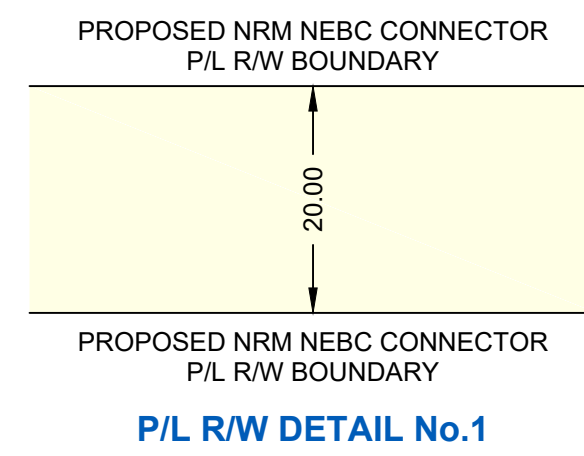 PROPOSED NRM NEBC CONNECTOR
P/L R/W BOUNDARY
20.00
PROPOSED NRM NEBC CONNECTOR
P/L R/W BOUNDARY
P/L R/W DETAIL No.1